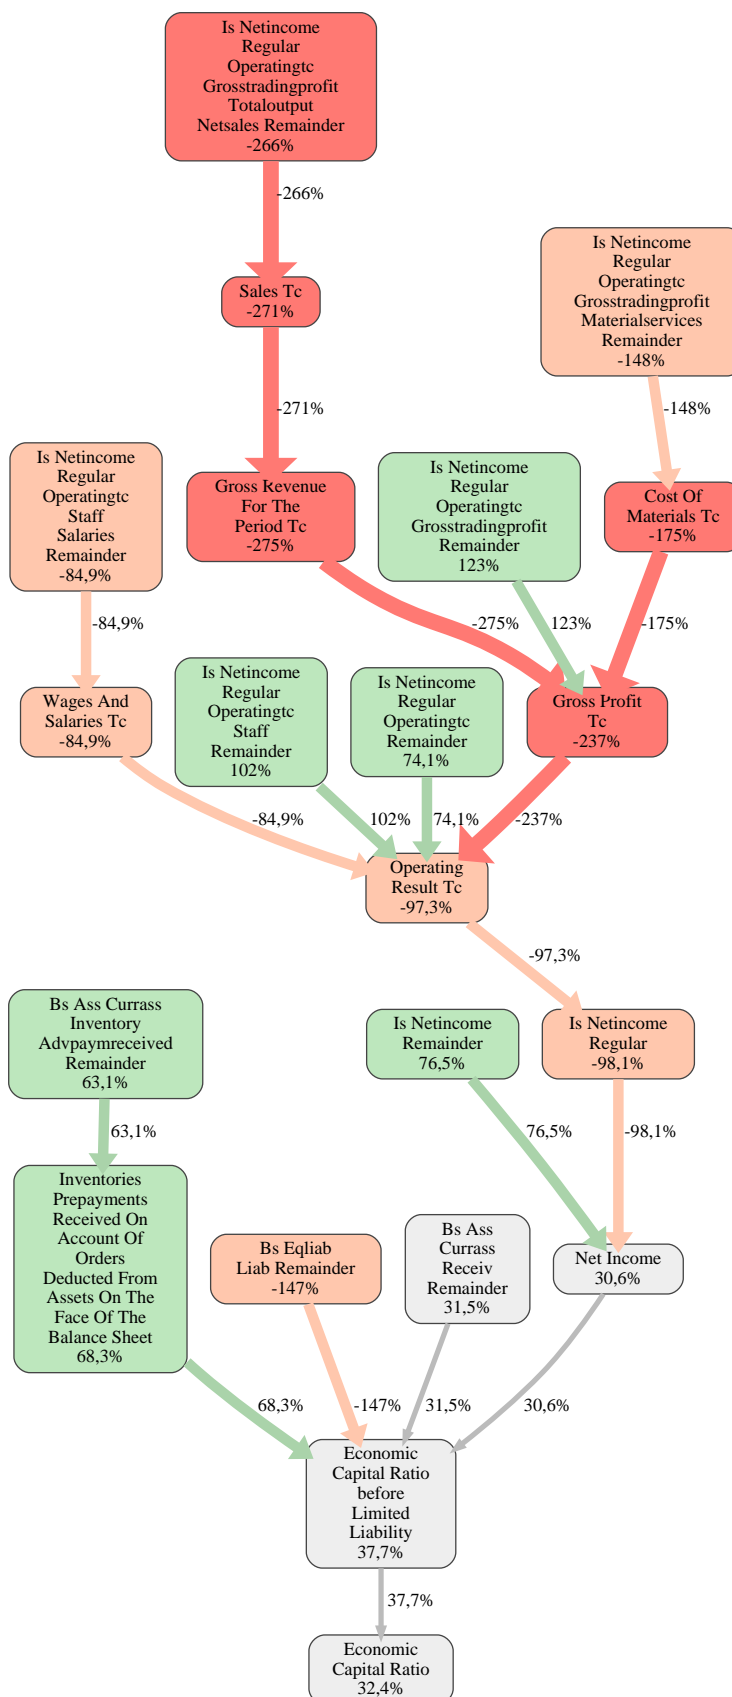 Is Netincome
Regular
Operatingtc
Grosstradingprofit
Totaloutput
Netsales Remainder
-266%
-266%
Is Netincome
Regular
Operatingtc
Grosstradingprofit
Materialservices
Remainder
-148%
Sales Tc
-271%
-271%
-148%
Is Netincome
Regular
Operatingtc
Staff
Salaries
Remainder
-84,9%
Gross Revenue
For The
Period Tc
-275%
Is Netincome
Regular
Operatingtc
Grosstradingprofit
Remainder
123%
Cost Of
Materials Tc
-175%
-84,9%
-275%
123%
-175%
Wages And
Salaries Tc
-84,9%
Is Netincome
Regular
Operatingtc
Staff
Remainder
102%
Is Netincome
Regular
Operatingtc
Remainder
74,1%
Gross Profit
Tc
-237%
-84,9%
102%
74,1%
-237%
Operating
Result Tc
-97,3%
-97,3%
Bs Ass Currass
Inventory
Advpaymreceived
Remainder
63,1%
Is Netincome
Remainder
76,5%
Is Netincome
Regular
-98,1%
63,1%
76,5%
-98,1%
Inventories
Prepayments
Received On
Account Of
Orders
Deducted From
Assets On The
Face Of The
Balance Sheet
68,3%
Bs Eqliab
Liab Remainder
-147%
Bs Ass
Currass
Receiv
Remainder
31,5%
Net Income
30,6%
68,3%
-147%
31,5%
30,6%
Economic
Capital Ratio
before
Limited
Liability
37,7%
37,7%
Economic
Capital Ratio
32,4%